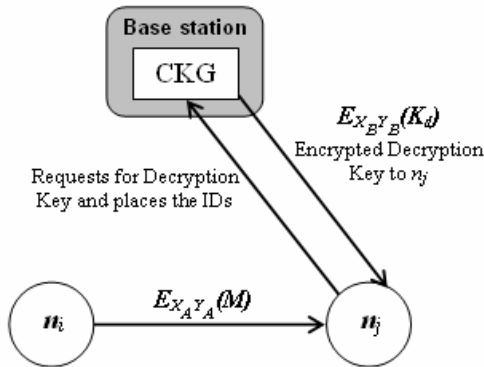 Base station
CKG
E_{X_B Y_B}(K_d)
Encrypted Decryption
Key to n_j
Requests for Decryption
Key and places the IDs
E_{X_A Y_A}(M)
n_i
n_j